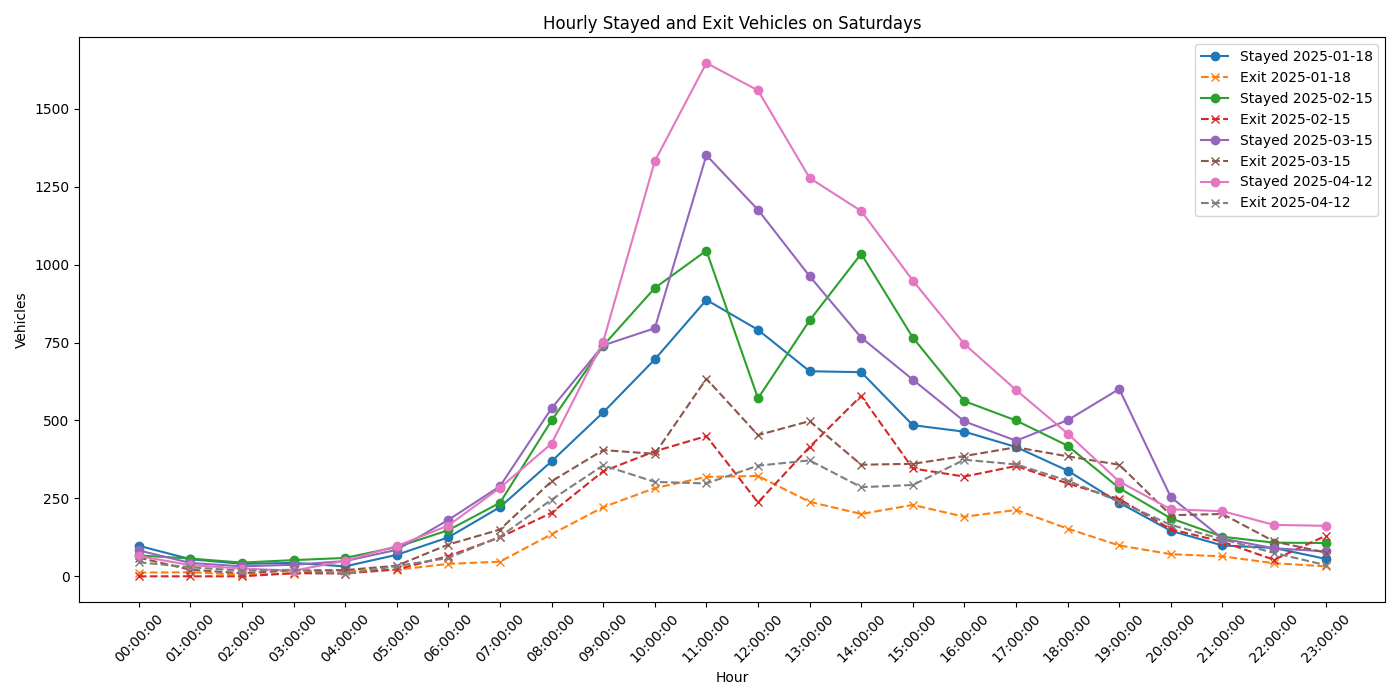 Hourly Stayed and Exit Vehicles on Saturdays
Stayed 2025-01-18
Exit 2025-01-18
Stayed 2025-02-15
Exit 2025-02-15
Stayed 2025-03-15
Exit 2025-03-15
Stayed 2025-04-12
Exit 2025-04-12
Vehicles
1500
1250
1000
750
500
250
0
00:00:00
01:00:00
02:00:00
03:00:00
04:00:00
05:00:00
06:00:00
07:00:00
08:00:00
09:00:00
10:00:00
11:00:00
12:00:00
13:00:00
14:00:00
15:00:00
16:00:00
17:00:00
18:00:00
19:00:00
20:00:00
21:00:00
22:00:00
23:00:00
Hour